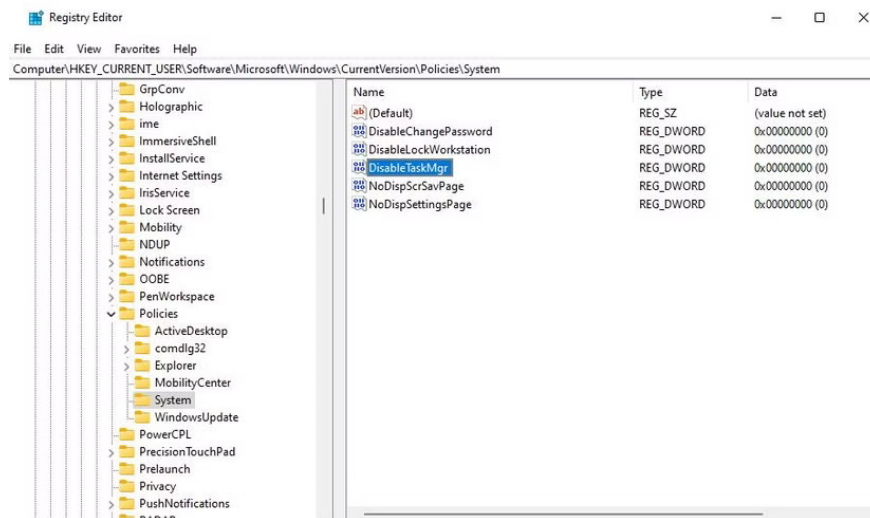 Registry Editor
File Edit View Favorites Help
Computer\HKEY_CURRENT_USER\Software\Microsoft\Windows\CurrentVersion\Policies\System
GrpConv
Holographic
ime
ImmersiveShell
InstallService
Internet Settings
IrisService
Lock Screen
Mobility
NDUP
Notifications
OOBE
PenWorkspace
Policies
ActiveDesktop
comdlg32
Explorer
MobilityCenter
System
WindowsUpdate
PowerCPL
PrecisionTouchPad
Prelaunch
Privacy
PushNotifications
Name Type Data
ab (Default) REG_SZ (value not set)
DisableChangePassword REG_DWORD 0x00000000 (0)
DisableLockWorkstation REG_DWORD 0x00000000 (0)
DisableTaskMgr REG_DWORD 0x00000000 (0)
NoDispScrSavPage REG_DWORD 0x00000000 (0)
NoDispSettingsPage REG_DWORD 0x00000000 (0)